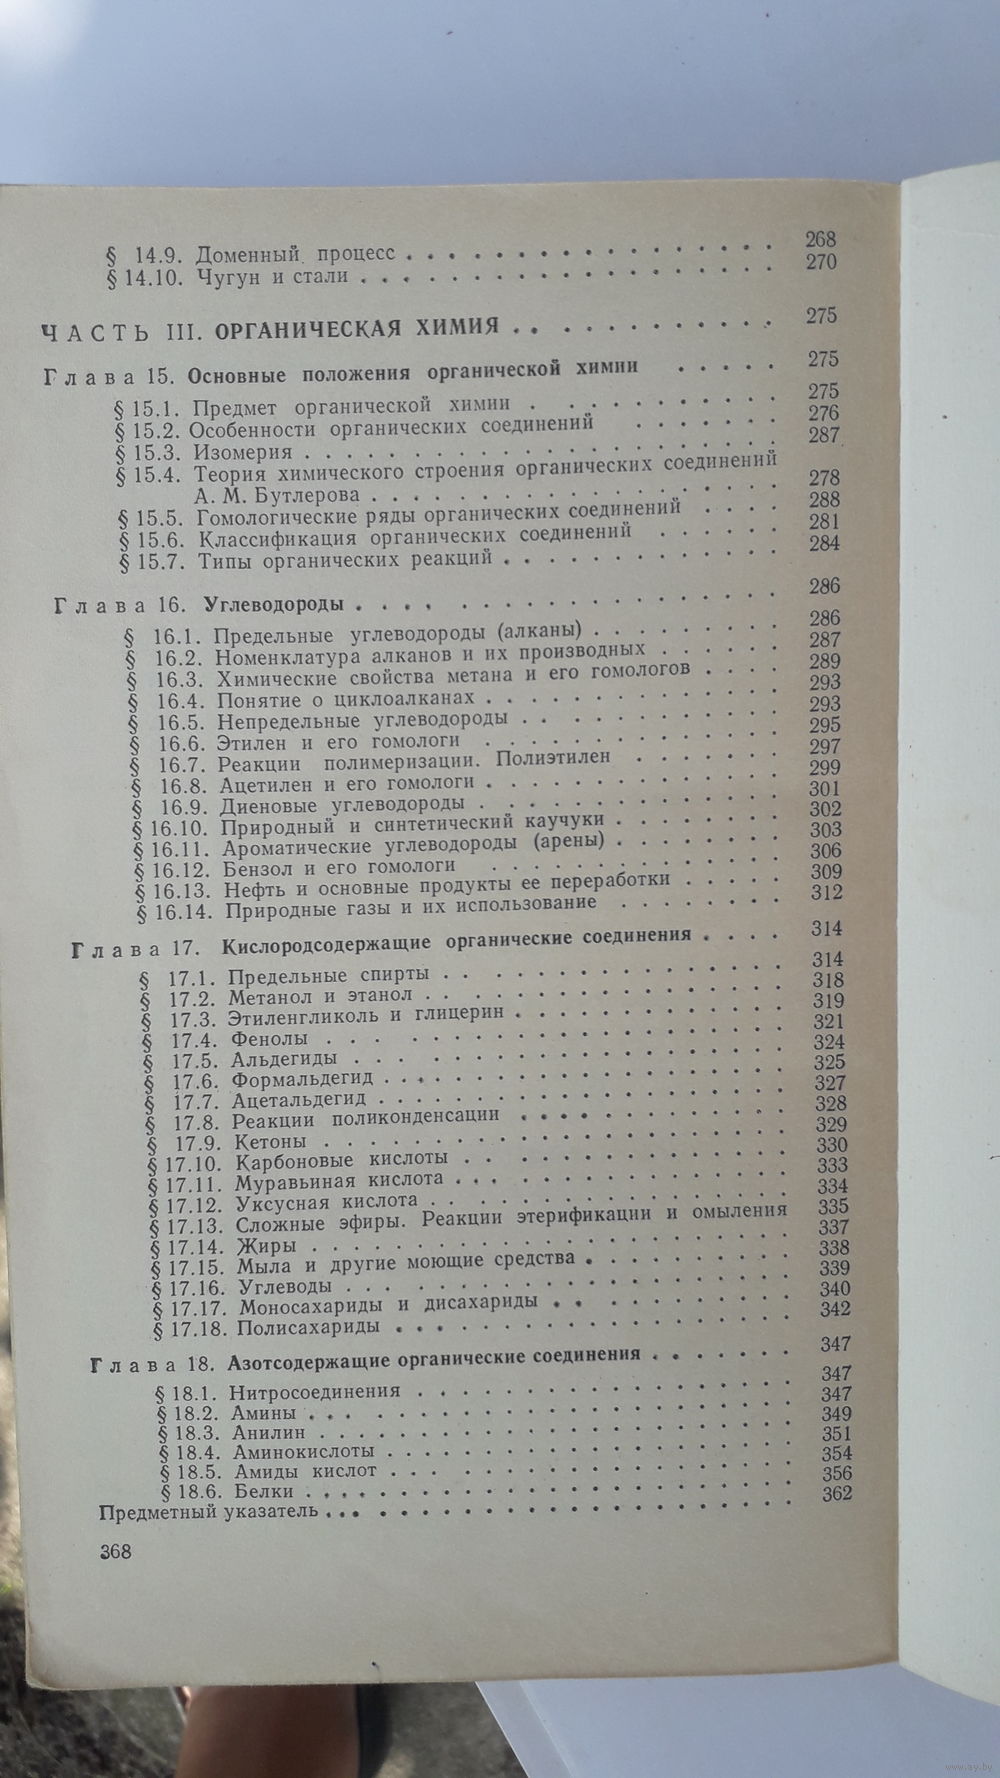 § 14.9. Доменный процесс . . . . . . . . . . . . . . . . 268
§ 14.10. Чугун и стали . . . . . . . . . . . . . . . . . . 270
ЧАСТЬ III. ОРГАНИЧЕСКАЯ ХИМИЯ . . . . . . . . . . . . 275
Глава 15. Основные положения органической химии . . . . . 275
§ 15.1. Предмет органической химии . . . . . . . . . . 275
§ 15.2. Особенности органических соединений . . . . . . . 276
§ 15.3. Изомерия . . . . . . . . . . . . . . . . . . . . 287
§ 15.4. Теория химического строения органических соединений
А. М. Бутлерова . . . . . . . . . . . . . . . . . 278
§ 15.5. Гомологические ряды органических соединений . . . . 288
§ 15.6. Классификация органических соединений . . . . . . 281
§ 15.7. Типы органических реакций . . . . . . . . . . . . 284
Глава 16. Углеводороды . . . . . . . . . . . . . . . . . . 286
§ 16.1. Предельные углеводороды (алканы) . . . . . . . . 286
§ 16.2. Номенклатура алканов и их производных . . . . . . 287
§ 16.3. Химические свойства метана и его гомологов . . . . 289
§ 16.4. Понятие о циклоалканах . . . . . . . . . . . . . 293
§ 16.5. Непредельные углеводороды . . . . . . . . . . . . 293
§ 16.6. Этилен и его гомологи . . . . . . . . . . . . . 295
§ 16.7. Реакции полимеризации. Полиэтилен . . . . . . . 297
§ 16.8. Ацетилен и его гомологи . . . . . . . . . . . . . 299
§ 16.9. Диеновые углеводороды . . . . . . . . . . . . . 301
§ 16.10. Природный и синтетический каучуки . . . . . . . . 302
§ 16.11. Ароматические углеводороды (арены) . . . . . . . . 303
§ 16.12. Бензол и его гомологи . . . . . . . . . . . . . 306
§ 16.13. Нефть и основные продукты ее переработки . . . . . 309
§ 16.14. Природные газы и их использование . . . . . . . 312
Глава 17. Кислородсодержащие органические соединения . . . . 314
§ 17.1. Предельные спирты . . . . . . . . . . . . . . . 314
§ 17.2. Метанол и этанол . . . . . . . . . . . . . . . . 318
§ 17.3. Этиленгликоль и глицерин . . . . . . . . . . . . 319
§ 17.4. Фенолы . . . . . . . . . . . . . . . . . . . . 321
§ 17.5. Альдегиды . . . . . . . . . . . . . . . . . . . 324
§ 17.6. Формальдегид . . . . . . . . . . . . . . . . . . 325
§ 17.7. Ацетальдегид . . . . . . . . . . . . . . . . . . 327
§ 17.8. Реакции поликонденсации . . . . . . . . . . . . 328
§ 17.9. Кетоны . . . . . . . . . . . . . . . . . . . . 329
§ 17.10. Карбоновые кислоты . . . . . . . . . . . . . . 330
§ 17.11. Муравьиная кислота . . . . . . . . . . . . . . . 333
§ 17.12. Уксусная кислота . . . . . . . . . . . . . . . . 334
§ 17.13. Сложные эфиры. Реакции этерификации и омыления 335
§ 17.14. Жиры . . . . . . . . . . . . . . . . . . . . . 337
§ 17.15. Мыла и другие моющие средства . . . . . . . . . 338
§ 17.16. Углеводы . . . . . . . . . . . . . . . . . . . 339
§ 17.17. Моносахариды и дисахариды . . . . . . . . . . . 340
§ 17.18. Полисахариды . . . . . . . . . . . . . . . . . 342
Глава 18. Азотсодержащие органические соединения . . . . . . . 347
§ 18.1. Нитросоединения . . . . . . . . . . . . . . . . 347
§ 18.2. Амины . . . . . . . . . . . . . . . . . . . . 347
§ 18.3. Анилин . . . . . . . . . . . . . . . . . . . . . 349
§ 18.4. Аминокислоты . . . . . . . . . . . . . . . . . . 351
§ 18.5. Амиды кислот . . . . . . . . . . . . . . . . . 354
§ 18.6. Белки . . . . . . . . . . . . . . . . . . . . . 356
Предметный указатель . . . . . . . . . . . . . . . . . . . . 362
368
www.ay.by